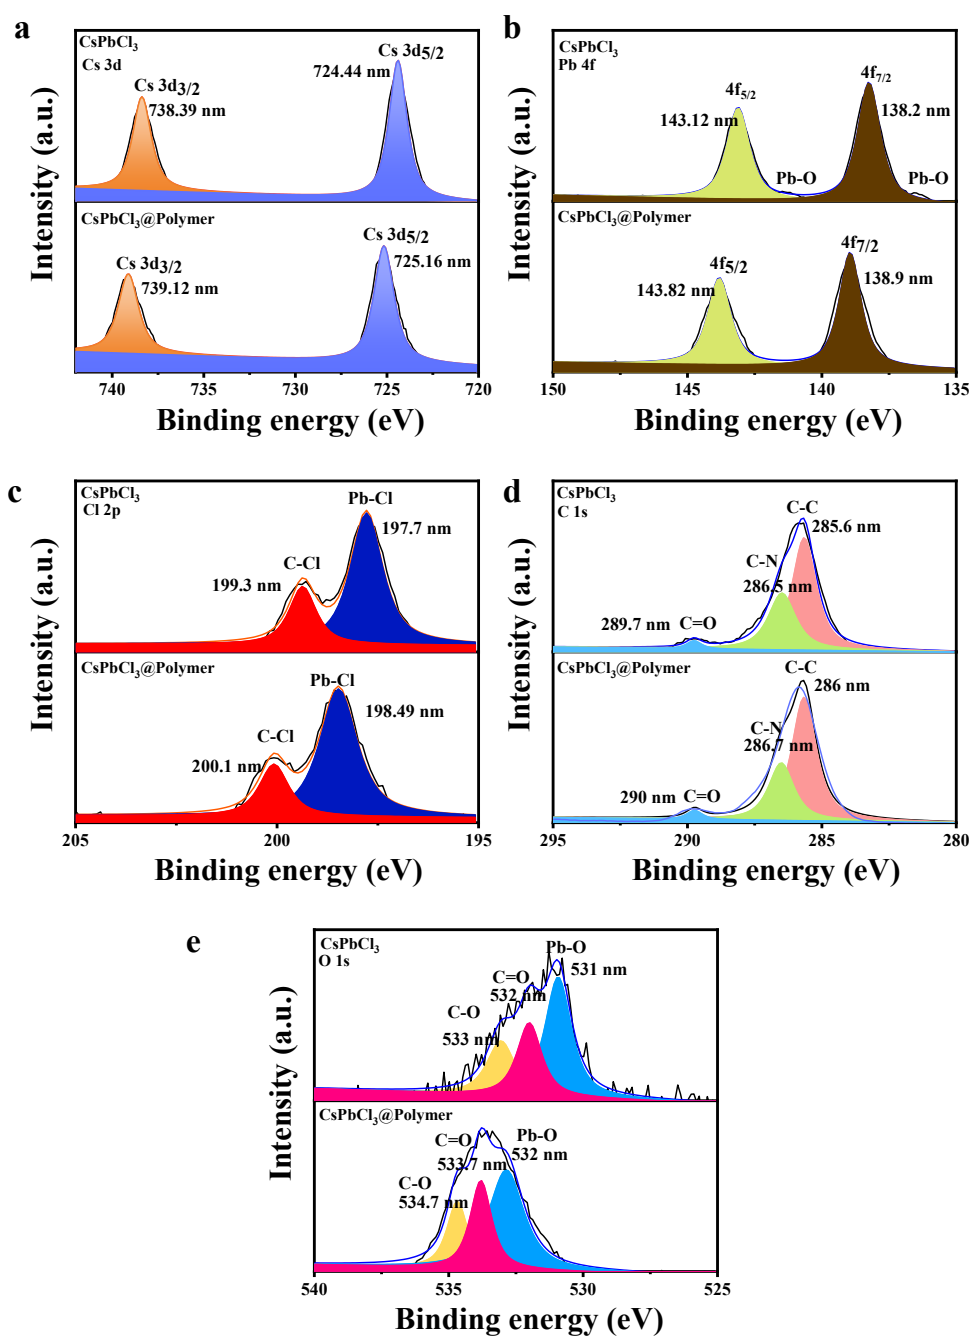 a
CsPbCl₃
Cs 3d
Cs 3d₃/₂
738.39 nm
Cs 3d₅/₂
724.44 nm
CsPbCl₃@Polymer
Cs 3d₃/₂
739.12 nm
Cs 3d₅/₂
725.16 nm
Intensity (a.u.)
740 735 730 725 720
Binding energy (eV)
b
CsPbCl₃
Pb 4f
4f₅/₂
143.12 nm
Pb-O
4f₇/₂
138.2 nm
Pb-O
CsPbCl₃@Polymer
4f₅/₂
143.82 nm
4f₇/₂
138.9 nm
Intensity (a.u.)
150 145 140 135
Binding energy (eV)
c
CsPbCl₃
Cl 2p
Pb-Cl
197.7 nm
C-Cl
199.3 nm
CsPbCl₃@Polymer
Pb-Cl
198.49 nm
C-Cl
200.1 nm
Intensity (a.u.)
205 200 195
Binding energy (eV)
d
CsPbCl₃
C 1s
C-C
285.6 nm
C-N
286.5 nm
289.7 nm C=O
CsPbCl₃@Polymer
C-C
286 nm
C-N
286.7 nm
290 nm C=O
Intensity (a.u.)
295 290 285 280
Binding energy (eV)
e
CsPbCl₃
O 1s
Pb-O
531 nm
C=O
532 nm
C-O
533 nm
CsPbCl₃@Polymer
C=O
533.7 nm
Pb-O
532 nm
C-O
534.7 nm
Intensity (a.u.)
540 535 530 525
Binding energy (eV)